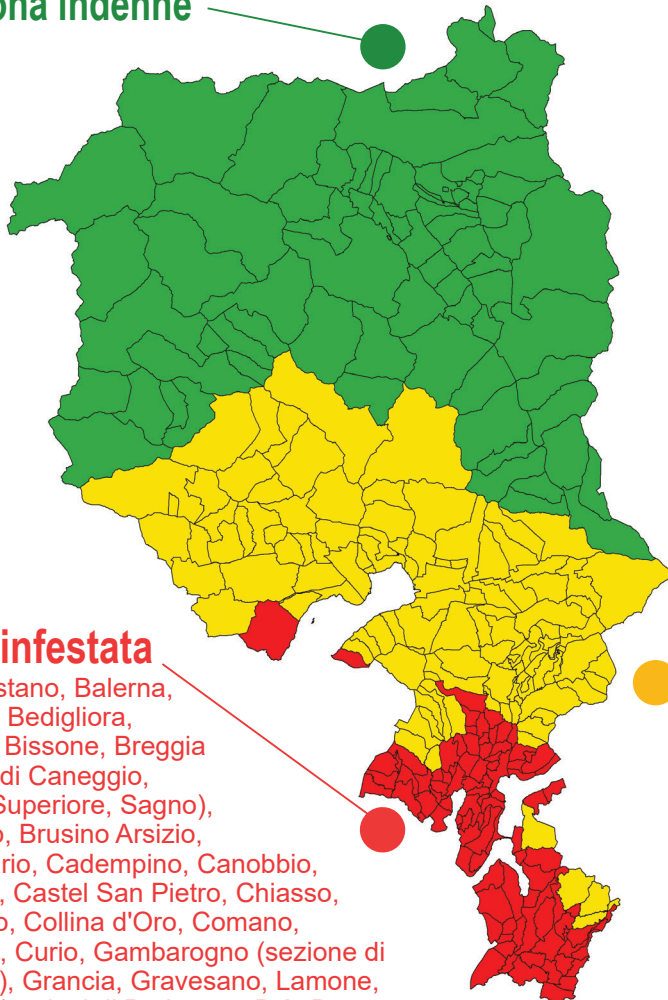 ona indenne
infestata
stano, Balerna,
Bedigliora,
Bissone, Breggia
di Caneggio,
Superiore, Sagno),
o, Brusino Arsizio,
rio, Cadempino, Canobbio,
, Castel San Pietro, Chiasso,
o, Collina d'Oro, Comano,
, Curio, Gambarogno (sezione di
), Grancia, Gravesano, Lamone,